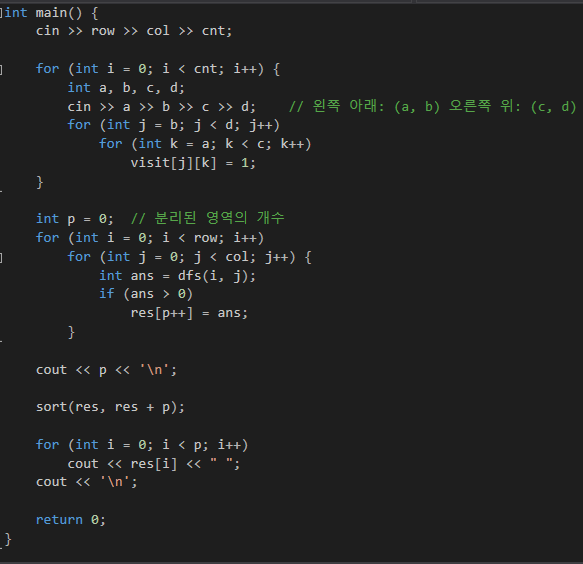 int main() {
    cin >> row >> col >> cnt;
    for (int i = 0; i < cnt; i++) {
        int a, b, c, d;
        cin >> a >> b >> c >> d;    // 왼쪽 아래: (a, b) 오른쪽 위: (c, d)
        for (int j = b; j < d; j++)
            for (int k = a; k < c; k++)
                visit[j][k] = 1;
    }
    int p = 0;  // 분리된 영역의 개수
    for (int i = 0; i < row; i++)
        for (int j = 0; j < col; j++) {
            int ans = dfs(i, j);
            if (ans > 0)
                res[p++] = ans;
        }
    cout << p << '\n';
    sort(res, res + p);
    for (int i = 0; i < p; i++)
        cout << res[i] << " ";
    cout << '\n';
    return 0;
}